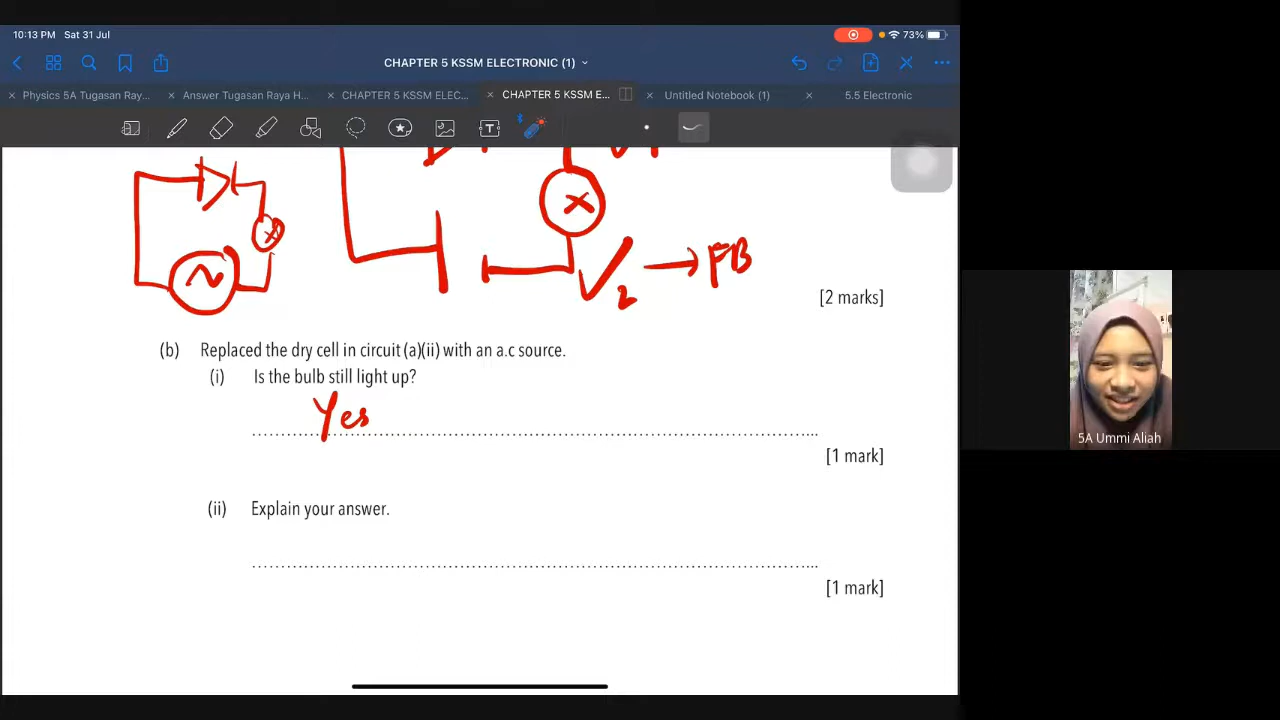 10:13 PM Sat 31 Jul
73%
CHAPTER 5 KSSM ELECTRONIC (1)
Physics 5A Tugasan Ray...
Answer Tugasan Raya H...
CHAPTER 5 KSSM ELEC...
CHAPTER 5 KSSM E...
Untitled Notebook (1)
5.5 Electronic
FB
2
[2 marks]
(b) Replaced the dry cell in circuit (a)(ii) with an a.c source.
(i) Is the bulb still light up?
Yes
[1 mark]
(ii) Explain your answer.
[1 mark]
5A Ummi Aliah